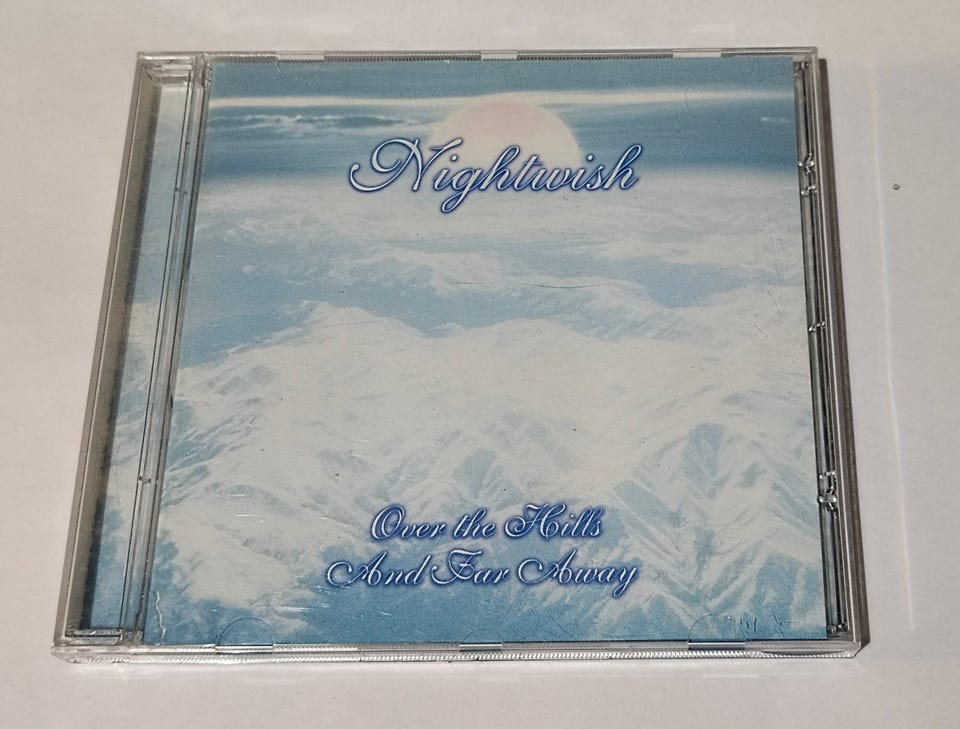 Nightwish
Over the Hills
And Far Away